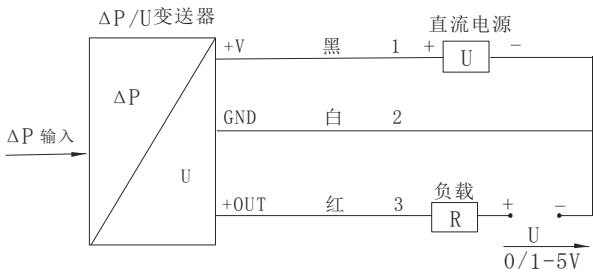 ΔP/U变送器
直流电源
+V 黑 1 + U −
ΔP
GND 白 2
ΔP 输入
U
负载
+OUT 红 3 R + −
U
0/1-5V